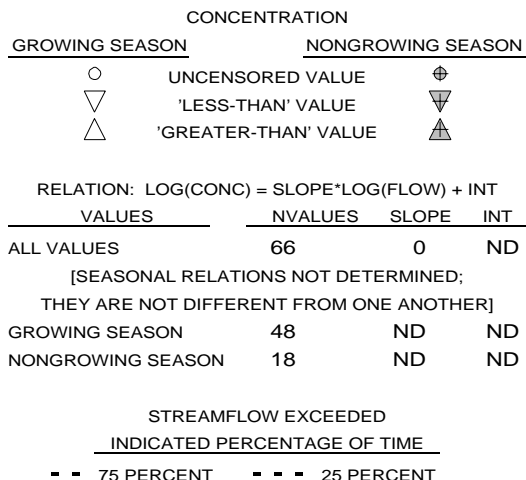 CONCENTRATION
GROWING SEASON NONGROWING SEASON
UNCENSORED VALUE
'LESS-THAN' VALUE
'GREATER-THAN' VALUE
RELATION: LOG(CONC) = SLOPE*LOG(FLOW) + INT
VALUES NVALUES SLOPE INT
ALL VALUES 66 0 ND
[SEASONAL RELATIONS NOT DETERMINED;
THEY ARE NOT DIFFERENT FROM ONE ANOTHER]
GROWING SEASON 48 ND ND
NONGROWING SEASON 18 ND ND
STREAMFLOW EXCEEDED
INDICATED PERCENTAGE OF TIME
75 PERCENT 25 PERCENT